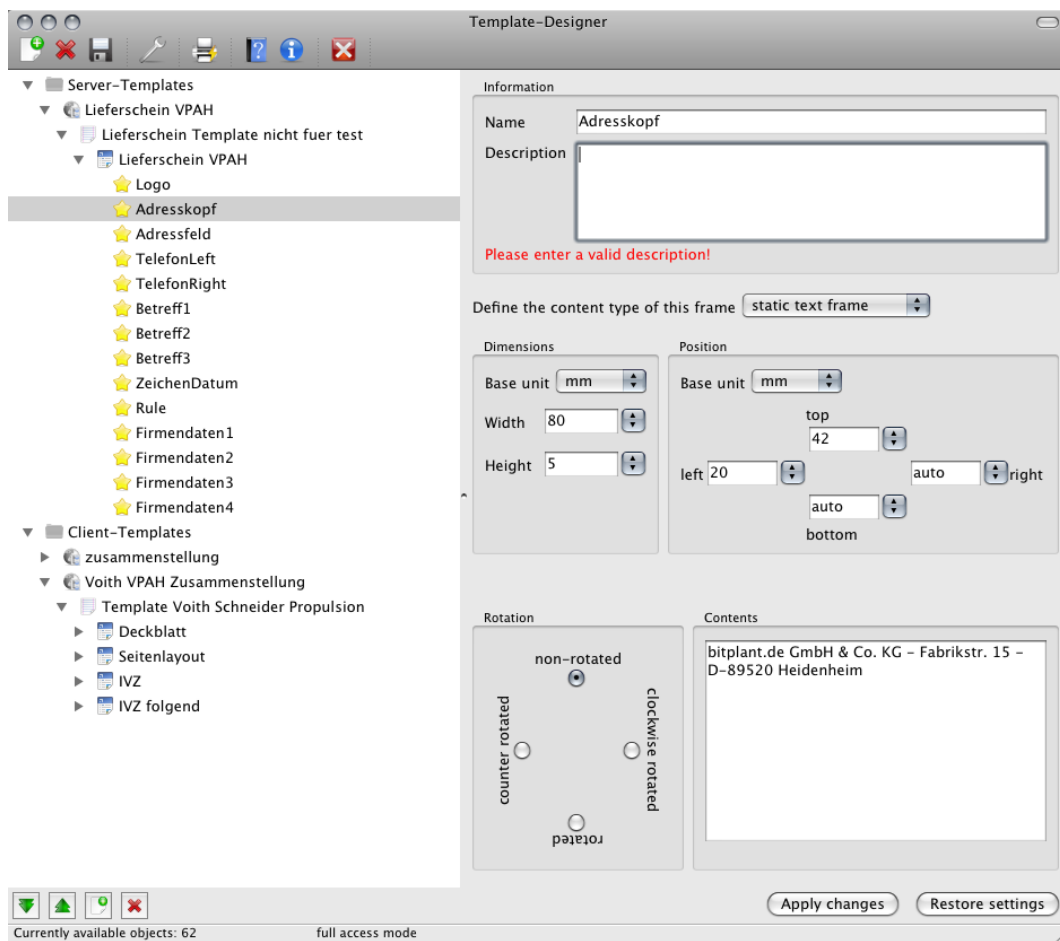 Template-Designer
Server-Templates
Lieferschein VPAH
Lieferschein Template nicht fuer test
Lieferschein VPAH
Logo
Adresskopf
Adressfeld
TelefonLeft
TelefonRight
Betreff1
Betreff2
Betreff3
ZeichenDatum
Rule
Firmendaten1
Firmendaten2
Firmendaten3
Firmendaten4
Client-Templates
zusammenstellung
Voith VPAH Zusammenstellung
Template Voith Schneider Propulsion
Deckblatt
Seitenlayout
IVZ
IVZ folgend
Information
Name Adresskopf
Description
Please enter a valid description!
Define the content type of this frame static text frame
Dimensions
Base unit mm
Width 80
Height 5
Position
Base unit mm
top
42
left 20 auto right
auto
bottom
Rotation
non-rotated
counter rotated
clockwise rotated
rotated
Contents
bitplant.de GmbH & Co. KG - Fabrikstr. 15 -
D-89520 Heidenheim
Apply changes Restore settings
Currently available objects: 62 full access mode